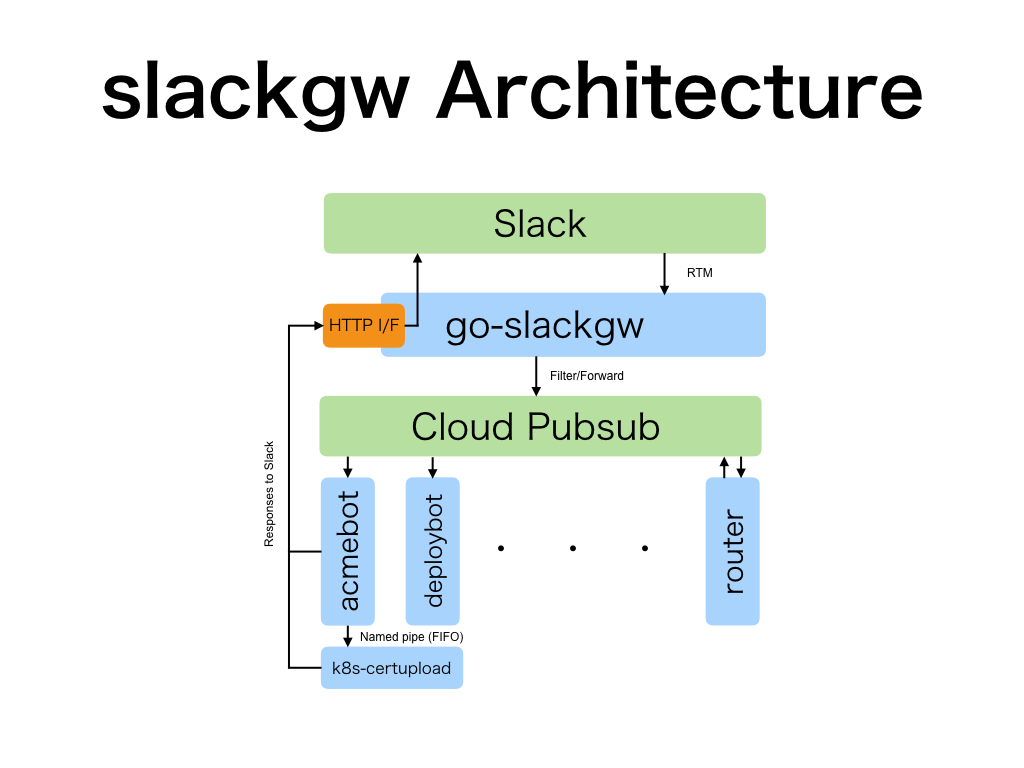 slackgw Architecture
Slack
RTM
HTTP I/F
go-slackgw
Filter/Forward
Cloud Pubsub
Responses to Slack
acmebot
deploybot
router
Named pipe (FIFO)
k8s-certupload